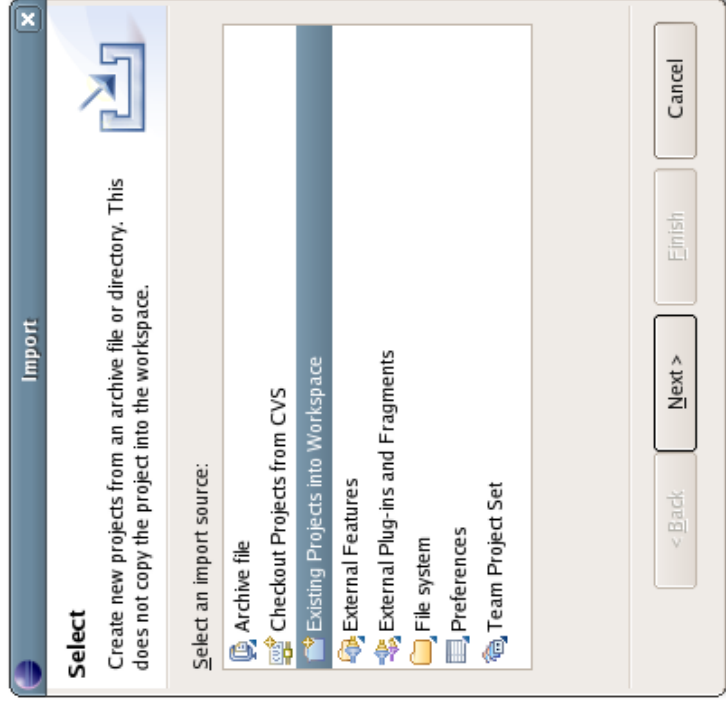 Import
Select
Create new projects from an archive file or directory. This
does not copy the project into the workspace.
Select an import source:
Archive file
Checkout Projects from CVS
Existing Projects into Workspace
External Features
External Plug-ins and Fragments
File system
Preferences
Team Project Set
< Back
Next >
Finish
Cancel